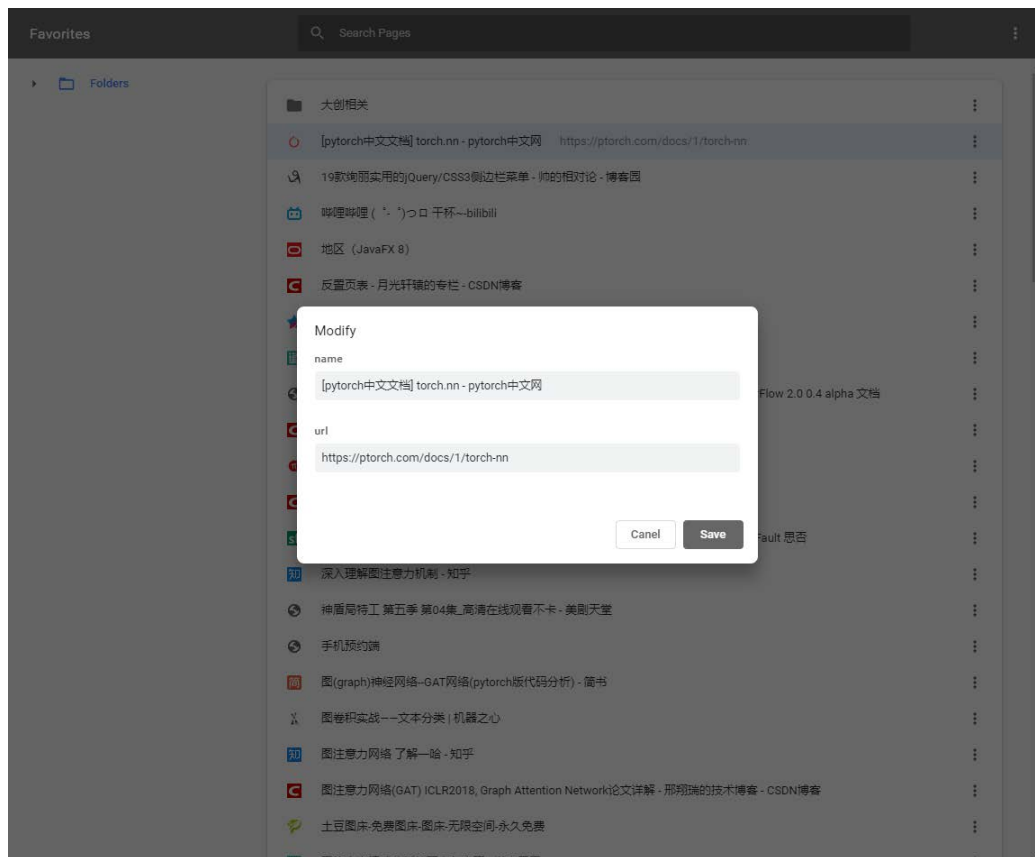 Favorites
Search Pages
Folders
大创相关
[pytorch中文文档] torch.nn - pytorch中文网 https://ptorch.com/docs/1/torch-nn
19款绚丽实用的jQuery/CSS3侧边栏菜单 - 帅的相对论 - 博客园
哔哩哔哩 ( ゜- ゜)つロ 干杯~-bilibili
地区（JavaFX 8）
反置页表 - 月光轩辕的专栏 - CSDN博客
Modify
name
[pytorch中文文档] torch.nn - pytorch中文网
Flow 2.0 0.4 alpha 文档
url
https://ptorch.com/docs/1/torch-nn
Canel
Save
Fault 思否
深入理解图注意力机制 - 知乎
神盾局特工 第五季 第04集_高清在线观看不卡 - 美剧天堂
手机预约端
图(graph)神经网络--GAT网络(pytorch版代码分析) - 简书
图卷积实战——文本分类 | 机器之心
图注意力网络 了解一哈 - 知乎
图注意力网络(GAT) ICLR2018, Graph Attention Network论文详解 - 邢翔瑞的技术博客 - CSDN博客
土豆图床-免费图床-图床-无限空间-永久免费